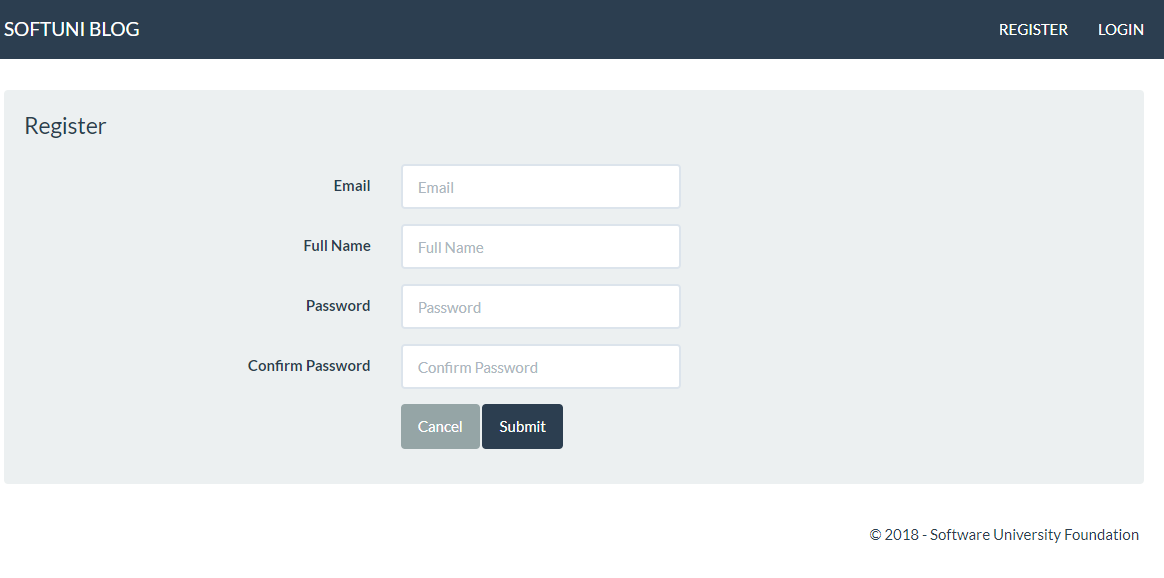 SOFTUNI BLOG REGISTER LOGIN
Register
Email Email
Full Name Full Name
Password Password
Confirm Password Confirm Password
Cancel Submit
© 2018 - Software University Foundation